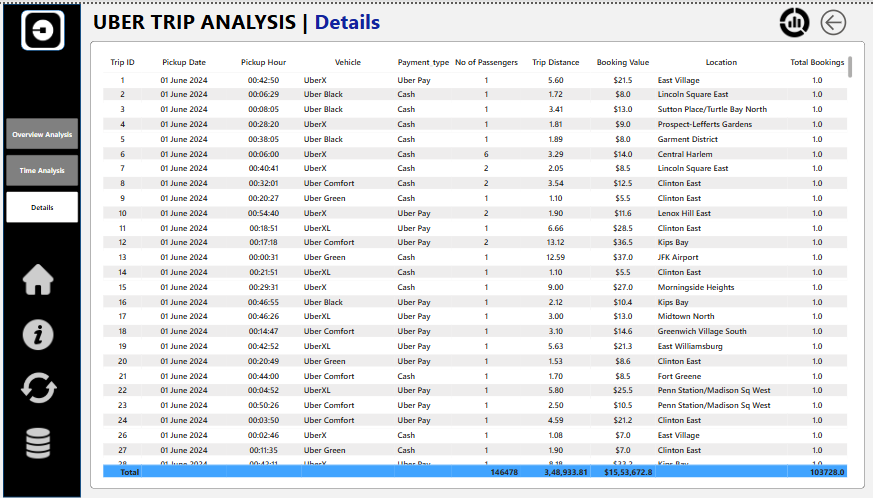 UBER TRIP ANALYSIS | Details
Overview Analysis
Time Analysis
Details
Trip ID Pickup Date Pickup Hour Vehicle Payment_type No of Passengers Trip Distance Booking Value Location Total Bookings
1 01 June 2024 00:42:50 UberX Uber Pay 1 5.60 $21.5 East Village 1.0
2 01 June 2024 00:06:29 Uber Black Cash 1 1.72 $8.0 Lincoln Square East 1.0
3 01 June 2024 00:08:05 Uber Black Cash 1 3.41 $13.0 Sutton Place/Turtle Bay North 1.0
4 01 June 2024 00:28:20 UberX Cash 1 1.81 $9.0 Prospect-Lefferts Gardens 1.0
5 01 June 2024 00:38:05 Uber Black Cash 1 1.89 $8.0 Garment District 1.0
6 01 June 2024 00:06:00 UberX Cash 6 3.29 $14.0 Central Harlem 1.0
7 01 June 2024 00:40:41 UberX Cash 2 2.05 $8.5 Lincoln Square East 1.0
8 01 June 2024 00:32:01 Uber Comfort Cash 2 3.54 $12.5 Clinton East 1.0
9 01 June 2024 00:20:27 Uber Green Cash 1 1.10 $5.5 Clinton East 1.0
10 01 June 2024 00:54:40 UberX Uber Pay 2 1.90 $11.6 Lenox Hill East 1.0
11 01 June 2024 00:18:51 UberXL Uber Pay 1 6.66 $28.5 Clinton East 1.0
12 01 June 2024 00:17:18 Uber Comfort Uber Pay 2 13.12 $36.5 Kips Bay 1.0
13 01 June 2024 00:00:31 Uber Green Cash 1 12.59 $37.0 JFK Airport 1.0
14 01 June 2024 00:21:51 UberXL Cash 1 1.10 $5.5 Clinton East 1.0
15 01 June 2024 00:29:31 UberX Cash 1 9.00 $27.0 Morningside Heights 1.0
16 01 June 2024 00:46:55 Uber Black Uber Pay 1 2.12 $10.4 Kips Bay 1.0
17 01 June 2024 00:46:26 UberXL Uber Pay 1 3.00 $13.0 Midtown North 1.0
18 01 June 2024 00:14:47 Uber Comfort Uber Pay 1 3.10 $14.6 Greenwich Village South 1.0
19 01 June 2024 00:42:52 UberXL Uber Pay 1 5.63 $21.3 East Williamsburg 1.0
20 01 June 2024 00:20:49 Uber Green Uber Pay 1 1.53 $8.6 Clinton East 1.0
21 01 June 2024 00:44:00 Uber Comfort Cash 1 1.70 $8.5 Fort Greene 1.0
22 01 June 2024 00:04:52 UberXL Uber Pay 1 5.80 $25.5 Penn Station/Madison Sq West 1.0
23 01 June 2024 00:50:26 Uber Comfort Uber Pay 1 2.50 $10.5 Penn Station/Madison Sq West 1.0
24 01 June 2024 00:03:50 Uber Comfort Uber Pay 1 4.59 $21.2 Clinton East 1.0
26 01 June 2024 00:02:46 UberX Cash 1 1.08 $7.0 East Village 1.0
27 01 June 2024 00:11:35 Uber Green Cash 1 1.90 $7.0 Clinton East 1.0
Total 146478 3,48,933.81 $15,53,672.8 103728.0